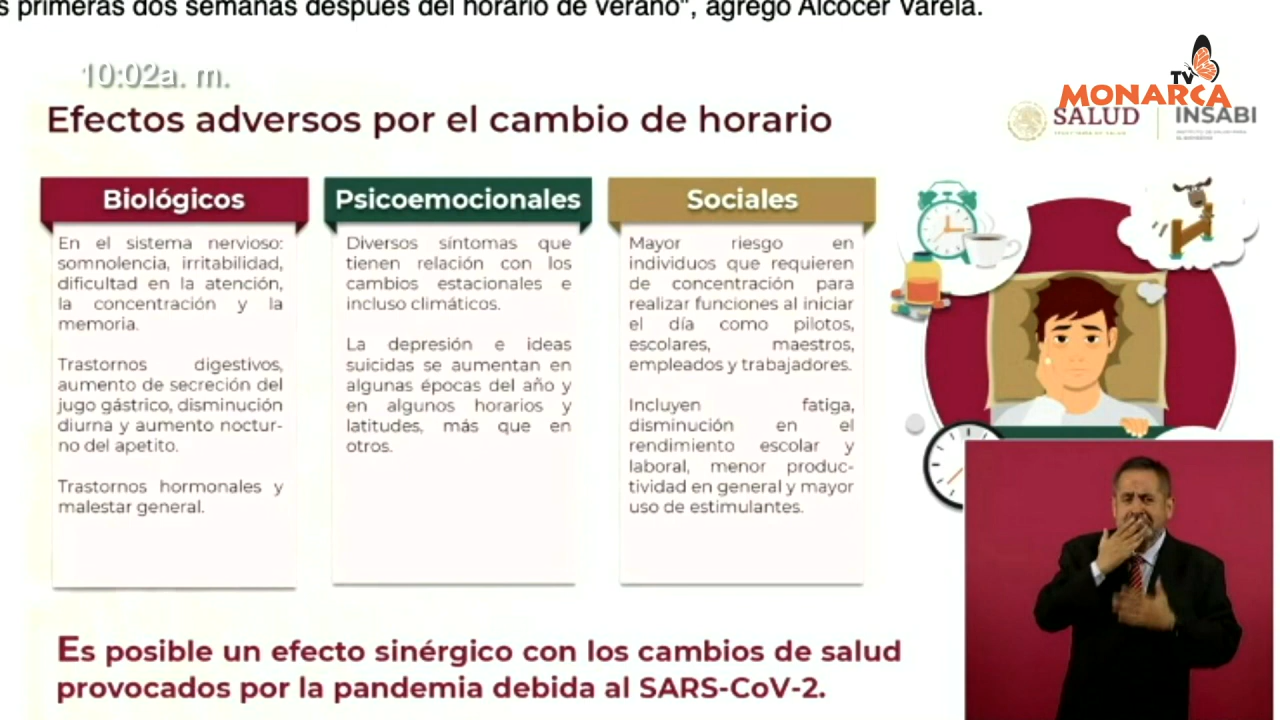 s primeras dos semanas después del horario de verano", agregó Alcocer Varela.
10:02a. m.
TV
MONARCA
Efectos adversos por el cambio de horario
SALUD
INSABI
Biológicos
En el sistema nervioso:
somnolencia, irritabilidad,
dificultad en la atención,
la concentración y la
memoria.
Trastornos digestivos,
aumento de secreción del
jugo gástrico, disminución
diurna y aumento noctur-
no del apetito.
Trastornos hormonales y
malestar general.
Psicoemocionales
Diversos síntomas que
tienen relación con los
cambios estacionales e
incluso climáticos.
La depresión e ideas
suicidas se aumentan en
algunas épocas del año y
en algunos horarios y
latitudes, más que en
otros.
Sociales
Mayor riesgo en
individuos que requieren
de concentración para
realizar funciones al iniciar
el día como pilotos,
escolares, maestros,
empleados y trabajadores.
Incluyen fatiga,
disminución en el
rendimiento escolar y
laboral, menor produc-
tividad en general y mayor
uso de estimulantes.
Es posible un efecto sinérgico con los cambios de salud
provocados por la pandemia debida al SARS-CoV-2.